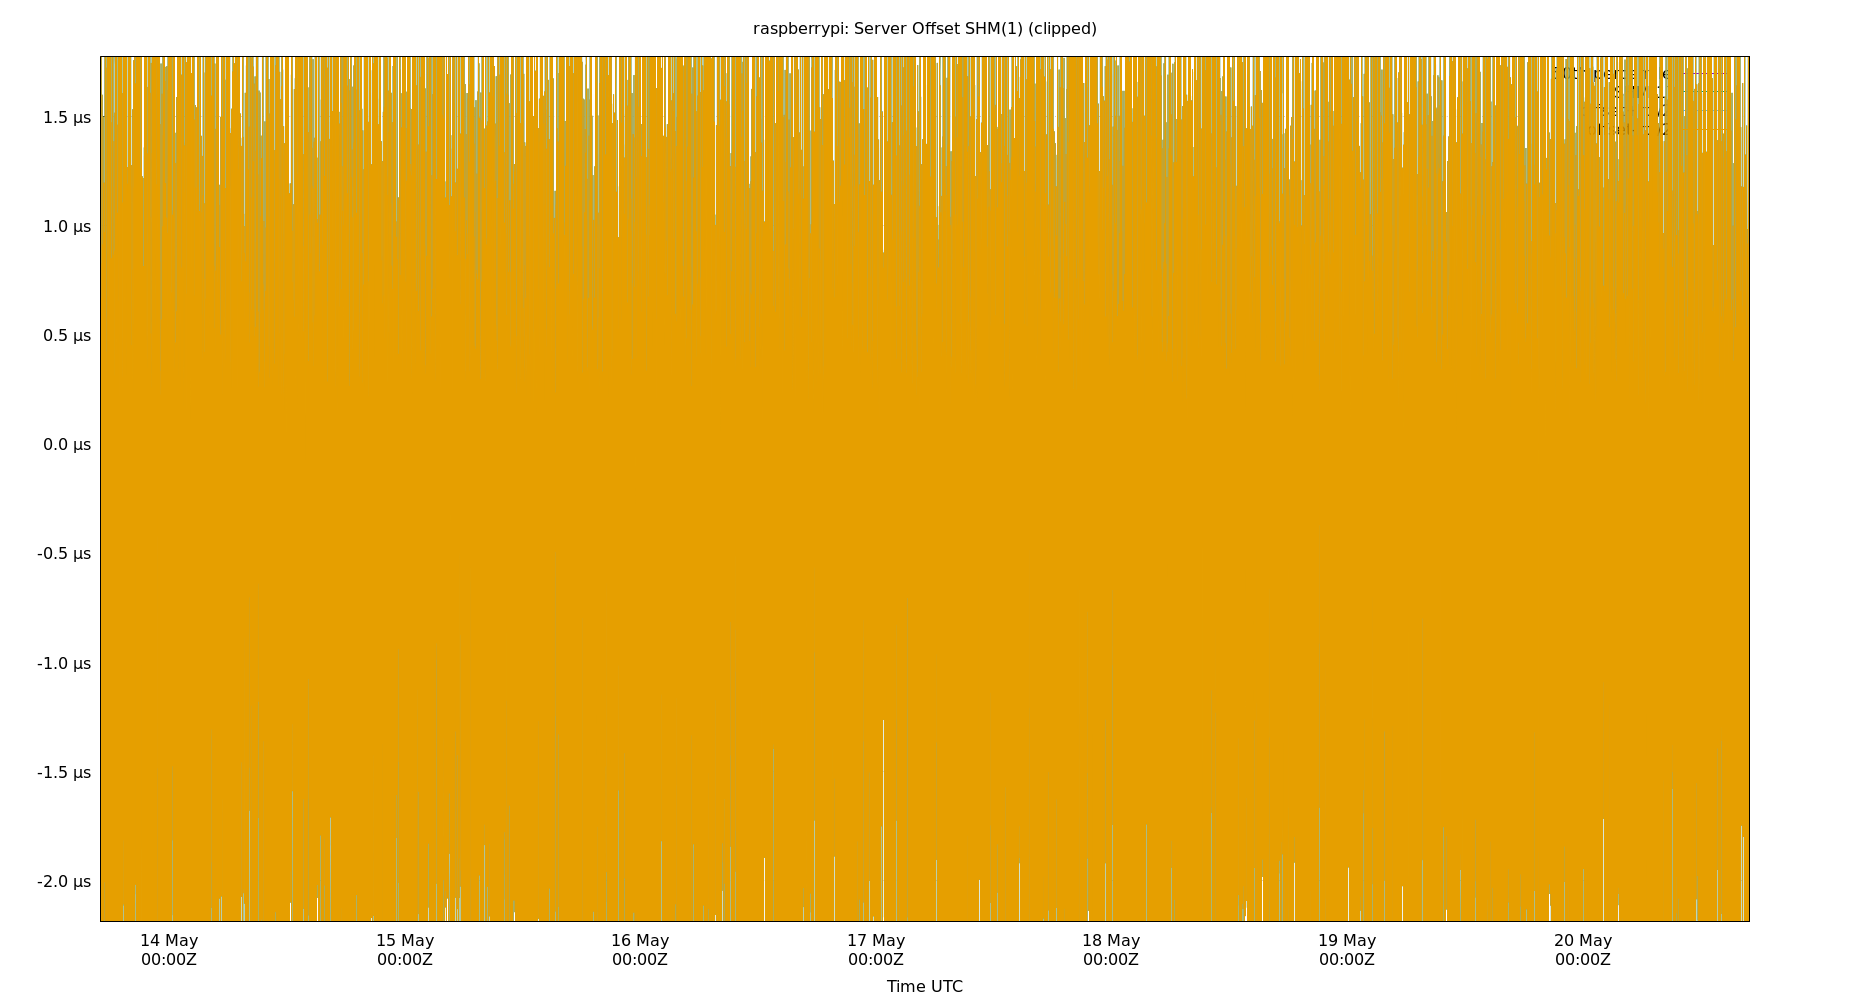 raspberrypi: Server Offset SHM(1) (clipped)
1.5 µs
1.0 µs
0.5 µs
0.0 µs
-0.5 µs
-1.0 µs
-1.5 µs
-2.0 µs
14 May 15 May 16 May 17 May 18 May 19 May 20 May
00:00Z 00:00Z 00:00Z 00:00Z 00:00Z 00:00Z 00:00Z
Time UTC